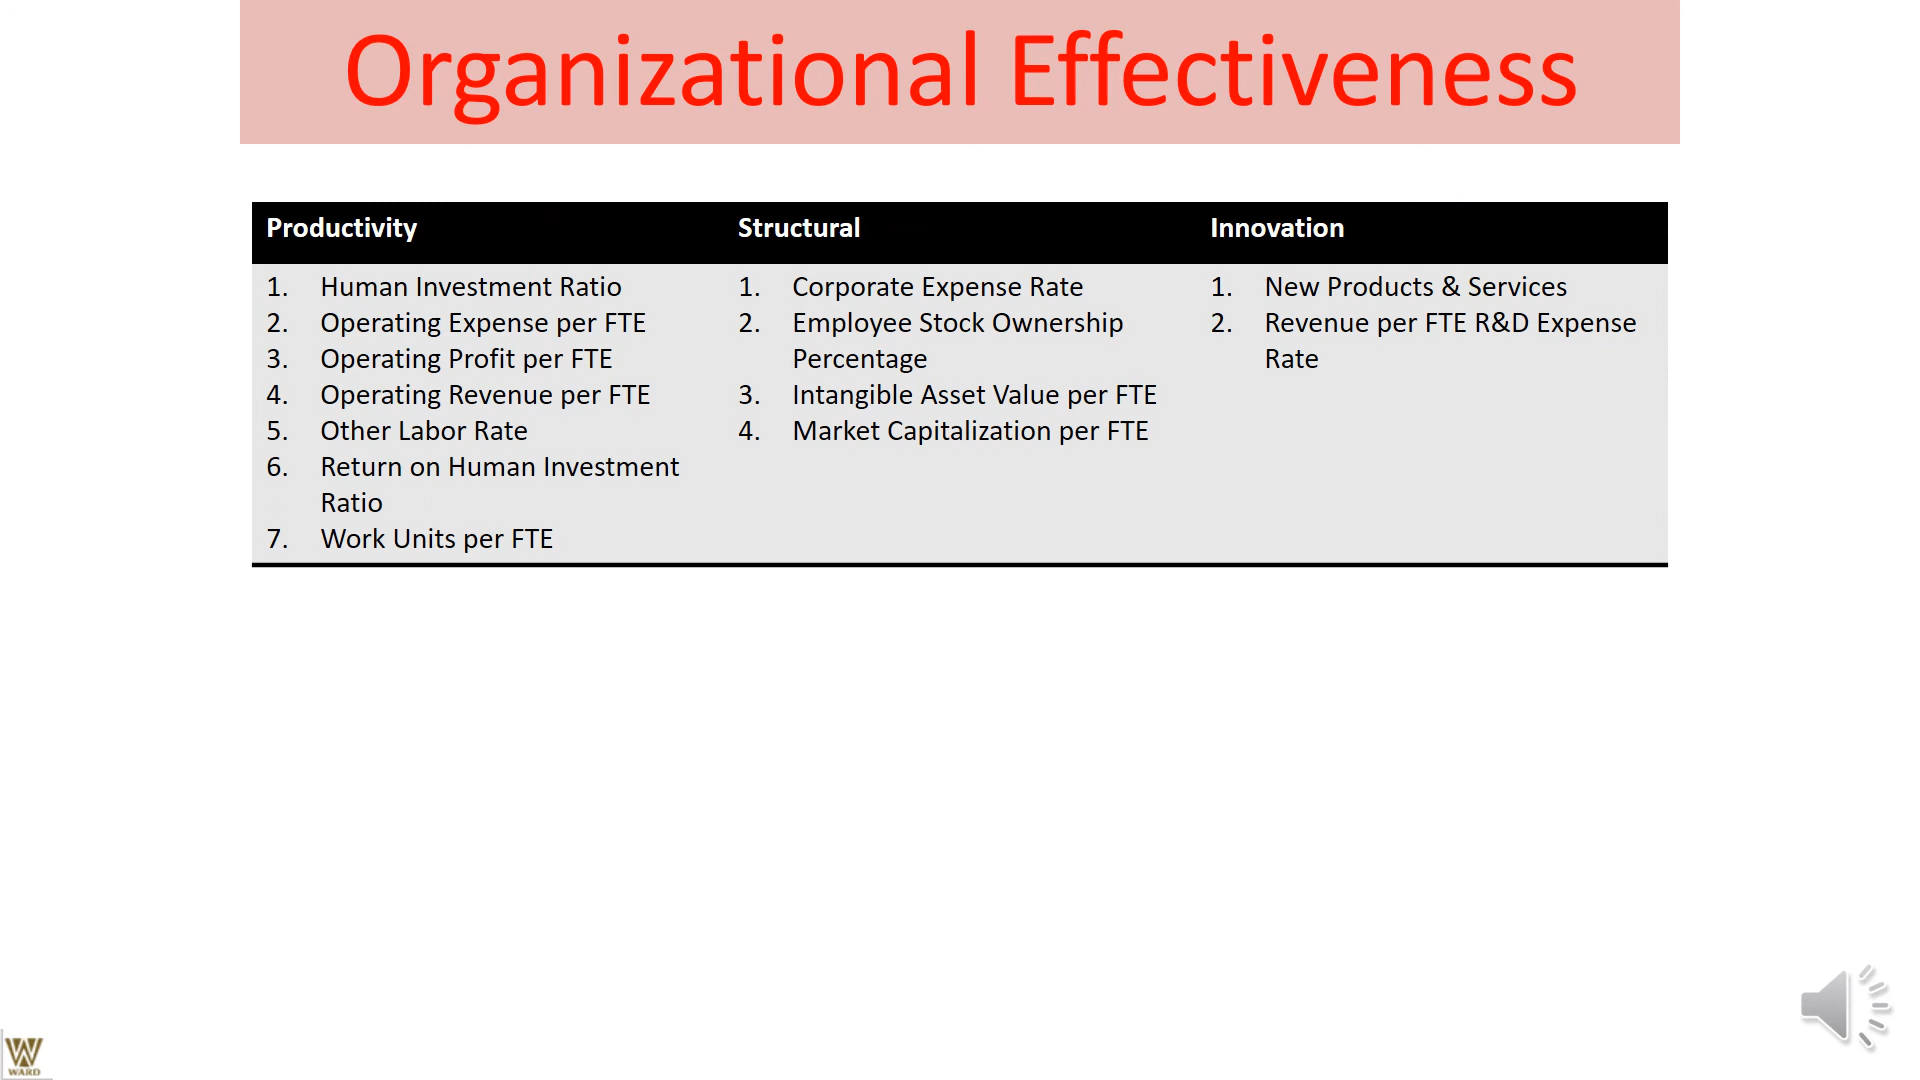 Organizational Effectiveness
Productivity
1. Human Investment Ratio
2. Operating Expense per FTE
3. Operating Profit per FTE
4. Operating Revenue per FTE
5. Other Labor Rate
6. Return on Human Investment
Ratio
7. Work Units per FTE
Structural
1. Corporate Expense Rate
2. Employee Stock Ownership
Percentage
3. Intangible Asset Value per FTE
4. Market Capitalization per FTE
Innovation
1. New Products & Services
2. Revenue per FTE R&D Expense
Rate
W
WARD